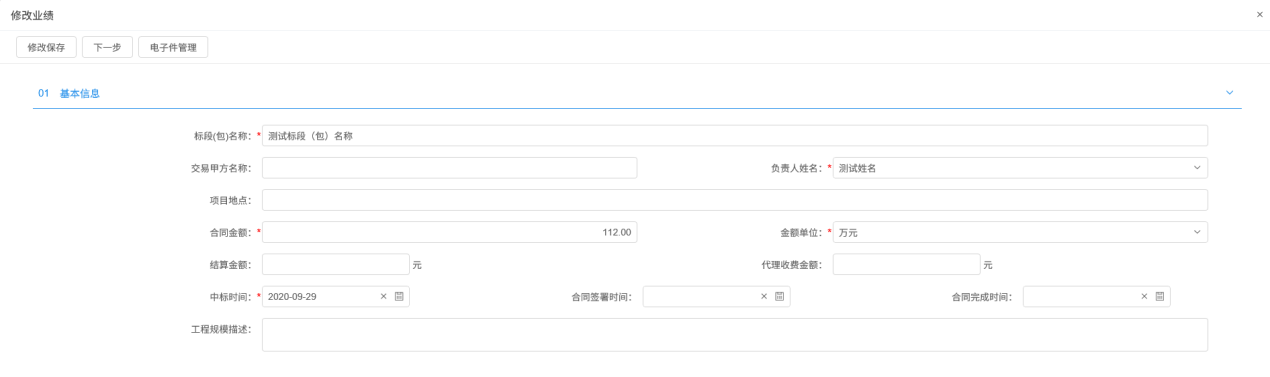 修改业绩 ×
修改保存 下一步 电子件管理
01 基本信息
标段(包)名称： * 测试标段（包）名称
交易甲方名称： 负责人姓名： * 测试姓名
项目地点：
合同金额： * 112.00 金额单位： * 万元
结算金额： 元 代理收费金额： 元
中标时间： * 2020-09-29 × 合同签署时间： × 合同完成时间： ×
工程规模描述：